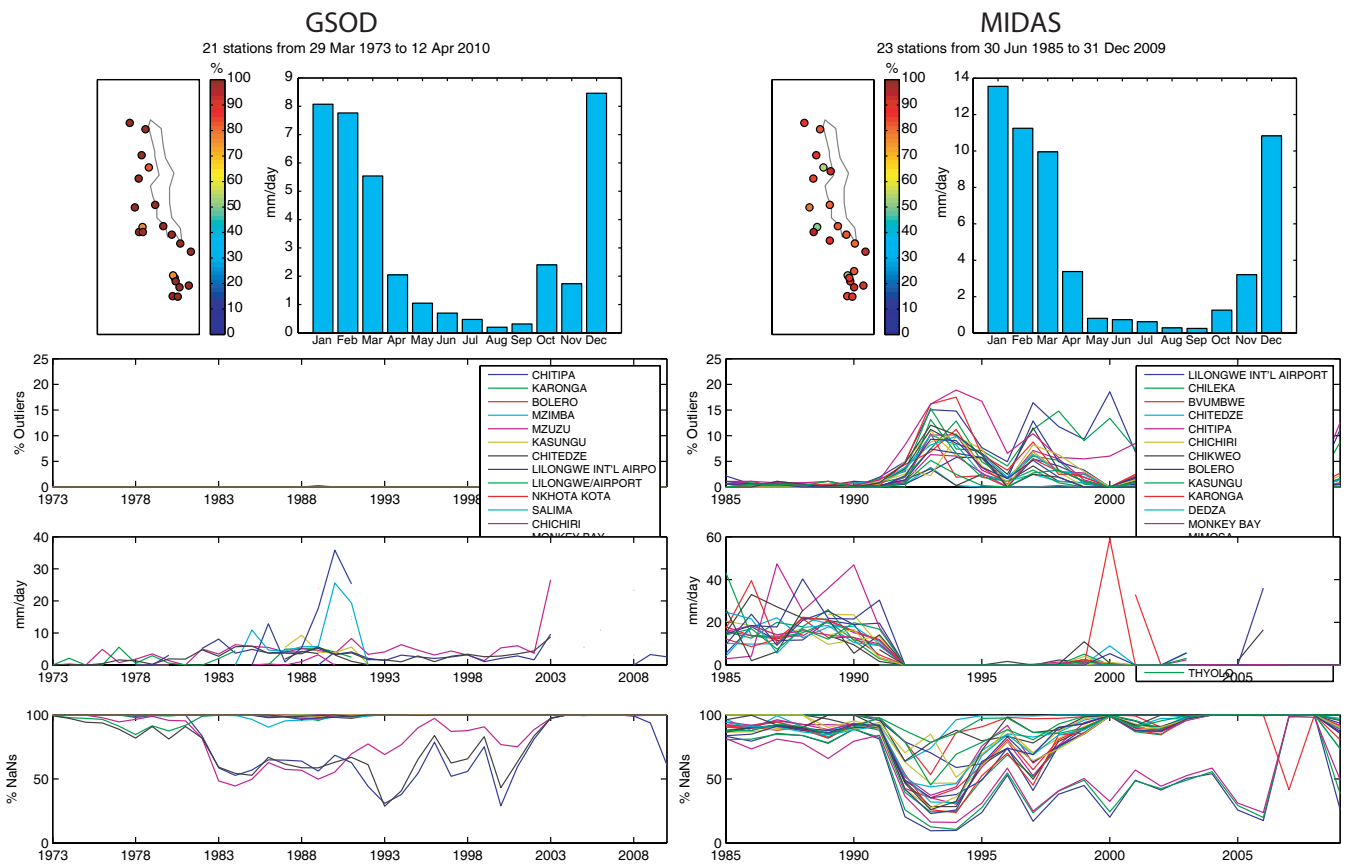 GSOD
21 stations from 29 Mar 1973 to 12 Apr 2010
%
100
90
80
70
60
50
40
30
20
10
0
mm/day
9
8
7
6
5
4
3
2
1
0
Jan Feb Mar Apr May Jun Jul Aug Sep Oct Nov Dec
% Outliers
25
20
15
10
5
0
1973 1978 1983 1988 1993 1998
CHITIPA
KARONGA
BOLERO
MZIMBA
MZUZU
KASUNGU
CHITEDZE
LILONGWE INT'L AIRPO
LILONGWE/AIRPORT
NKHOTA KOTA
SALIMA
CHICHIRI
MONKEY BAY
mm/day
40
30
20
10
0
1973 1978 1983 1988 1993 1998 2003 2008
% NaNs
100
50
0
1973 1978 1983 1988 1993 1998 2003 2008
MIDAS
23 stations from 30 Jun 1985 to 31 Dec 2009
%
100
90
80
70
60
50
40
30
20
10
0
mm/day
14
12
10
8
6
4
2
0
Jan Feb Mar Apr May Jun Jul Aug Sep Oct Nov Dec
% Outliers
25
20
15
10
5
0
1985 1990 1995 2000
LILONGWE INT'L AIRPORT
CHILEKA
BVUMBWE
CHITEDZE
CHITIPA
CHICHIRI
CHIKWEO
BOLERO
KASUNGU
KARONGA
DEDZA
MONKEY BAY
MIMOSA
mm/day
60
40
20
0
THYOLO
1985 1990 1995 2000 2005
% NaNs
100
50
0
1985 1990 1995 2000 2005